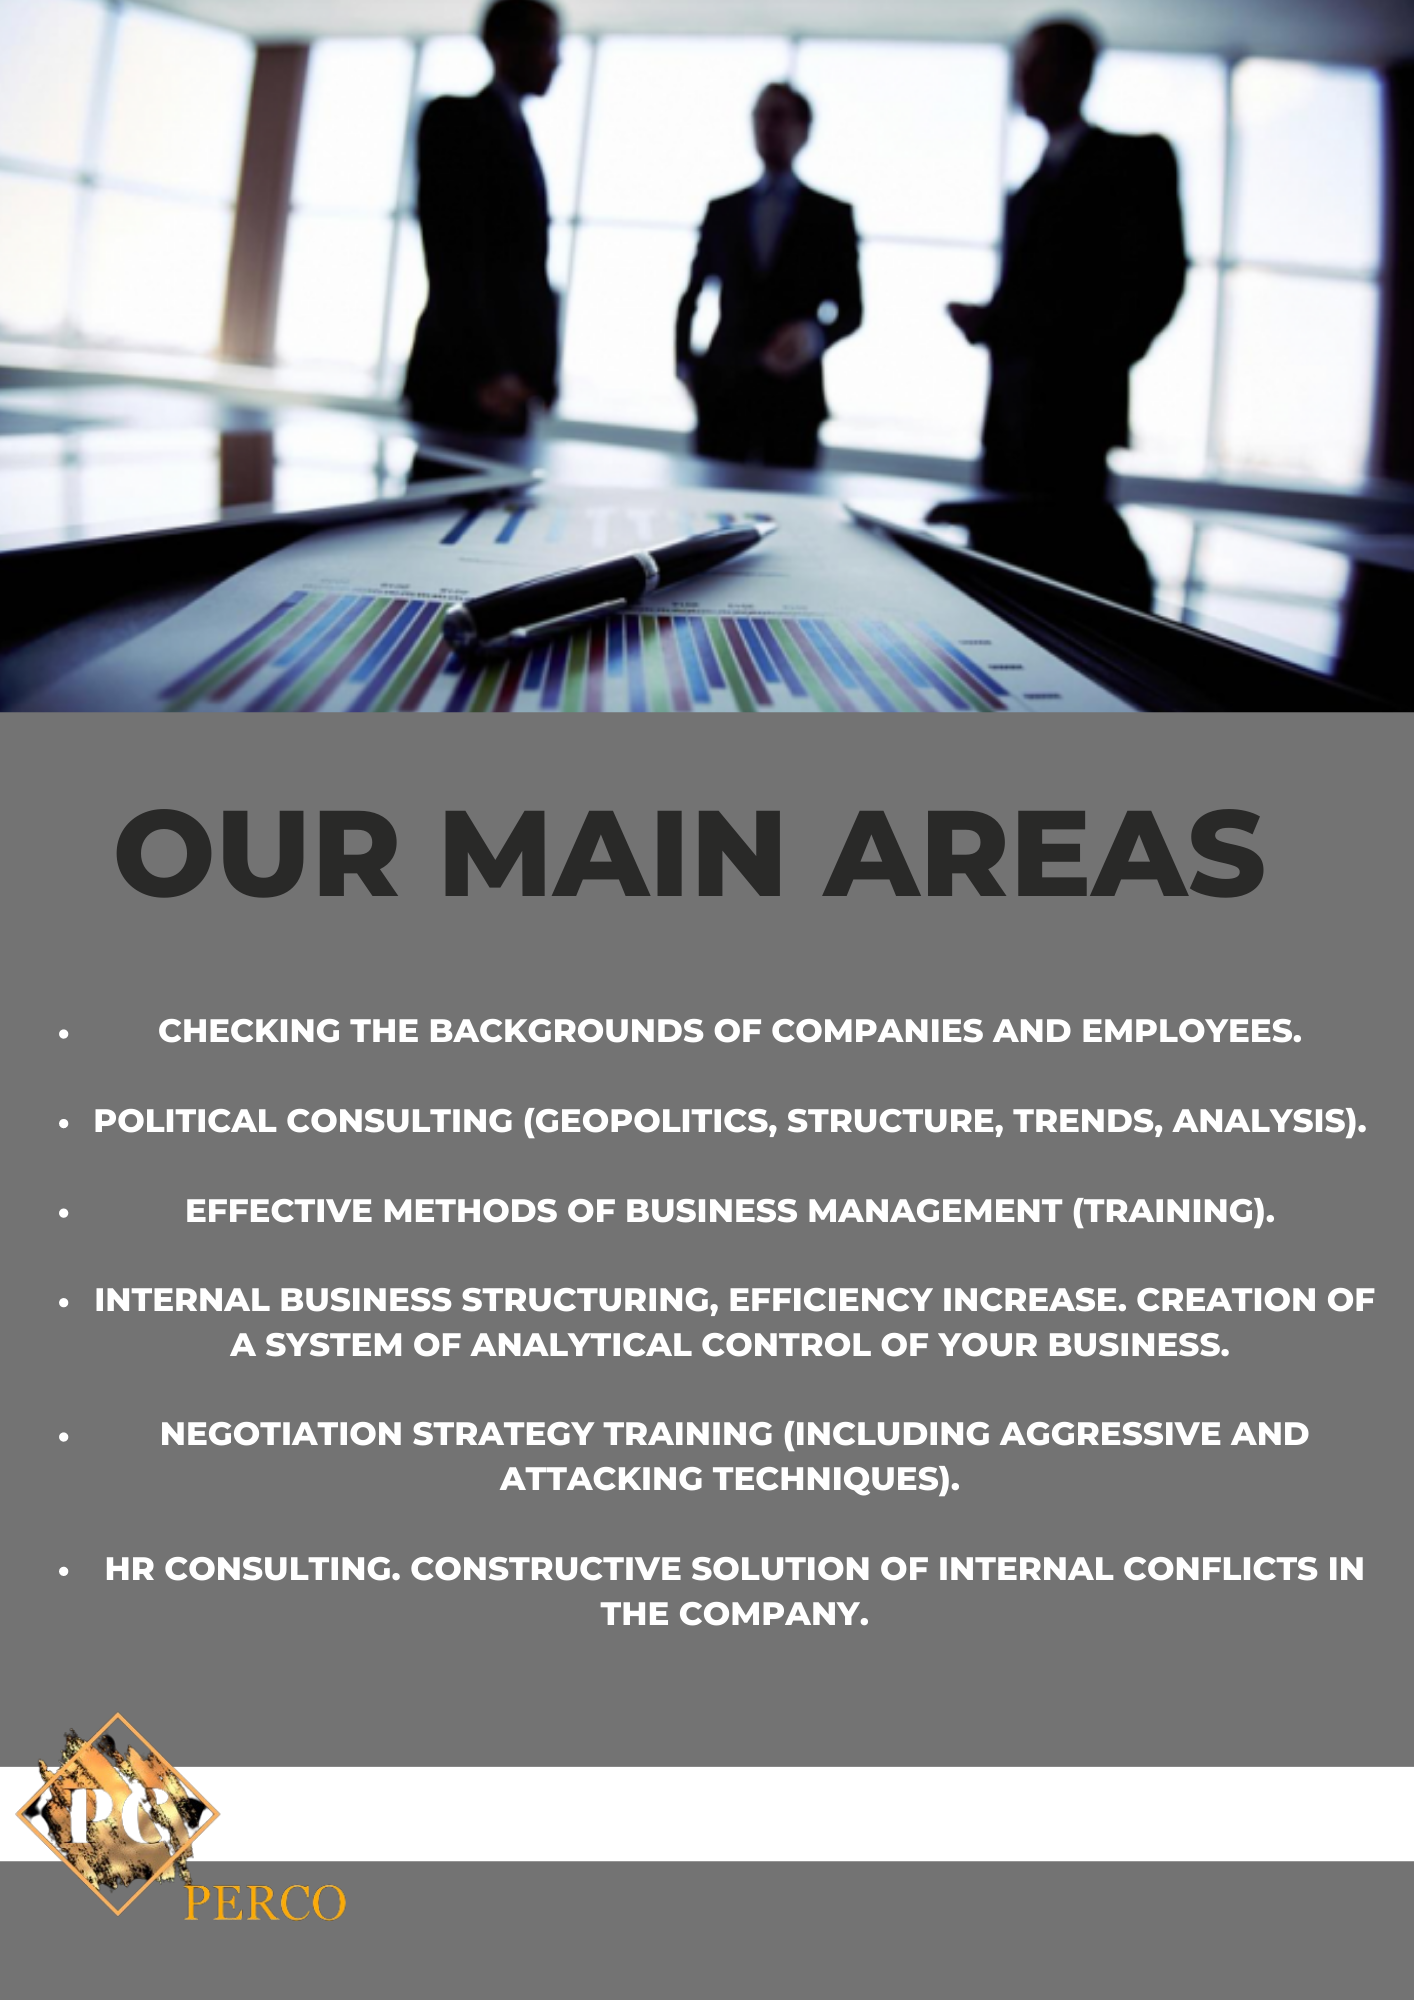 OUR MAIN AREAS
• CHECKING THE BACKGROUNDS OF COMPANIES AND EMPLOYEES.
• POLITICAL CONSULTING (GEOPOLITICS, STRUCTURE, TRENDS, ANALYSIS).
• EFFECTIVE METHODS OF BUSINESS MANAGEMENT (TRAINING).
• INTERNAL BUSINESS STRUCTURING, EFFICIENCY INCREASE. CREATION OF
A SYSTEM OF ANALYTICAL CONTROL OF YOUR BUSINESS.
• NEGOTIATION STRATEGY TRAINING (INCLUDING AGGRESSIVE AND
ATTACKING TECHNIQUES).
• HR CONSULTING. CONSTRUCTIVE SOLUTION OF INTERNAL CONFLICTS IN
THE COMPANY.
PC
PERCO